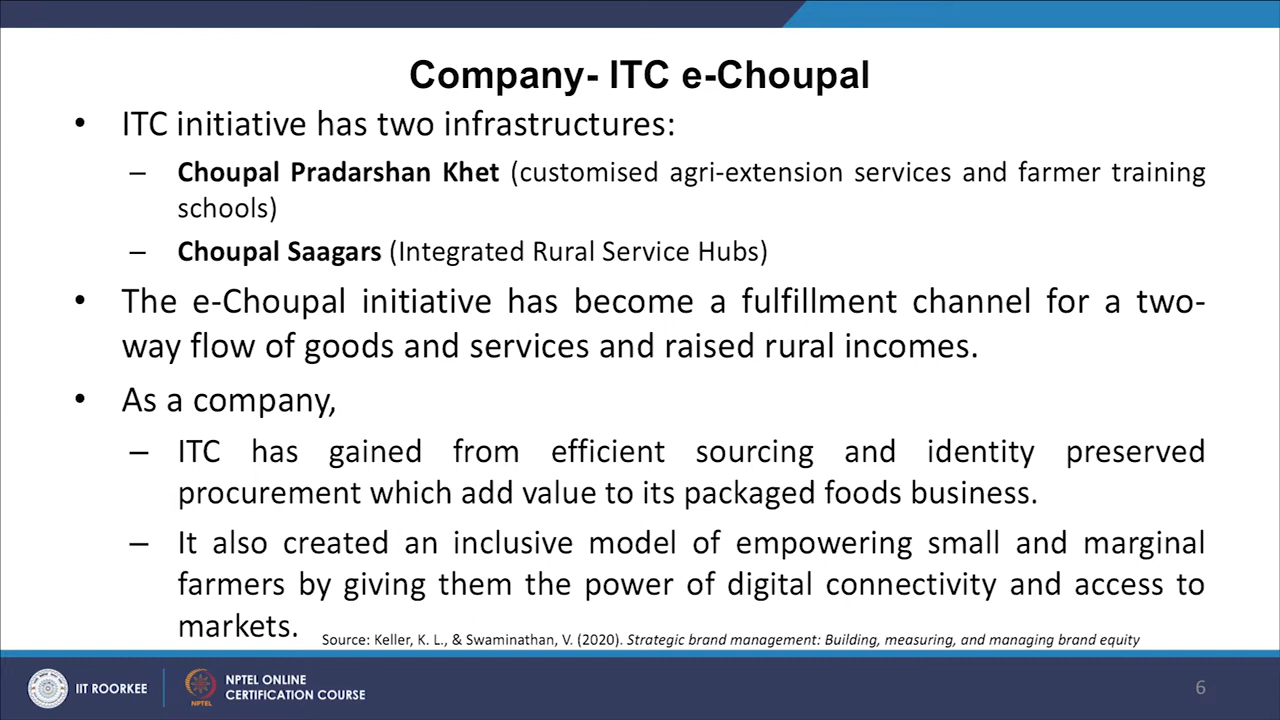 Company- ITC e-Choupal
• ITC initiative has two infrastructures:
– Choupal Pradarshan Khet (customised agri-extension services and farmer training
schools)
– Choupal Saagars (Integrated Rural Service Hubs)
• The e-Choupal initiative has become a fulfillment channel for a two-
way flow of goods and services and raised rural incomes.
• As a company,
– ITC has gained from efficient sourcing and identity preserved
procurement which add value to its packaged foods business.
– It also created an inclusive model of empowering small and marginal
farmers by giving them the power of digital connectivity and access to
markets.
Source: Keller, K. L., & Swaminathan, V. (2020). Strategic brand management: Building, measuring, and managing brand equity
IIT ROORKEE
NPTEL
NPTEL ONLINE
CERTIFICATION COURSE
6